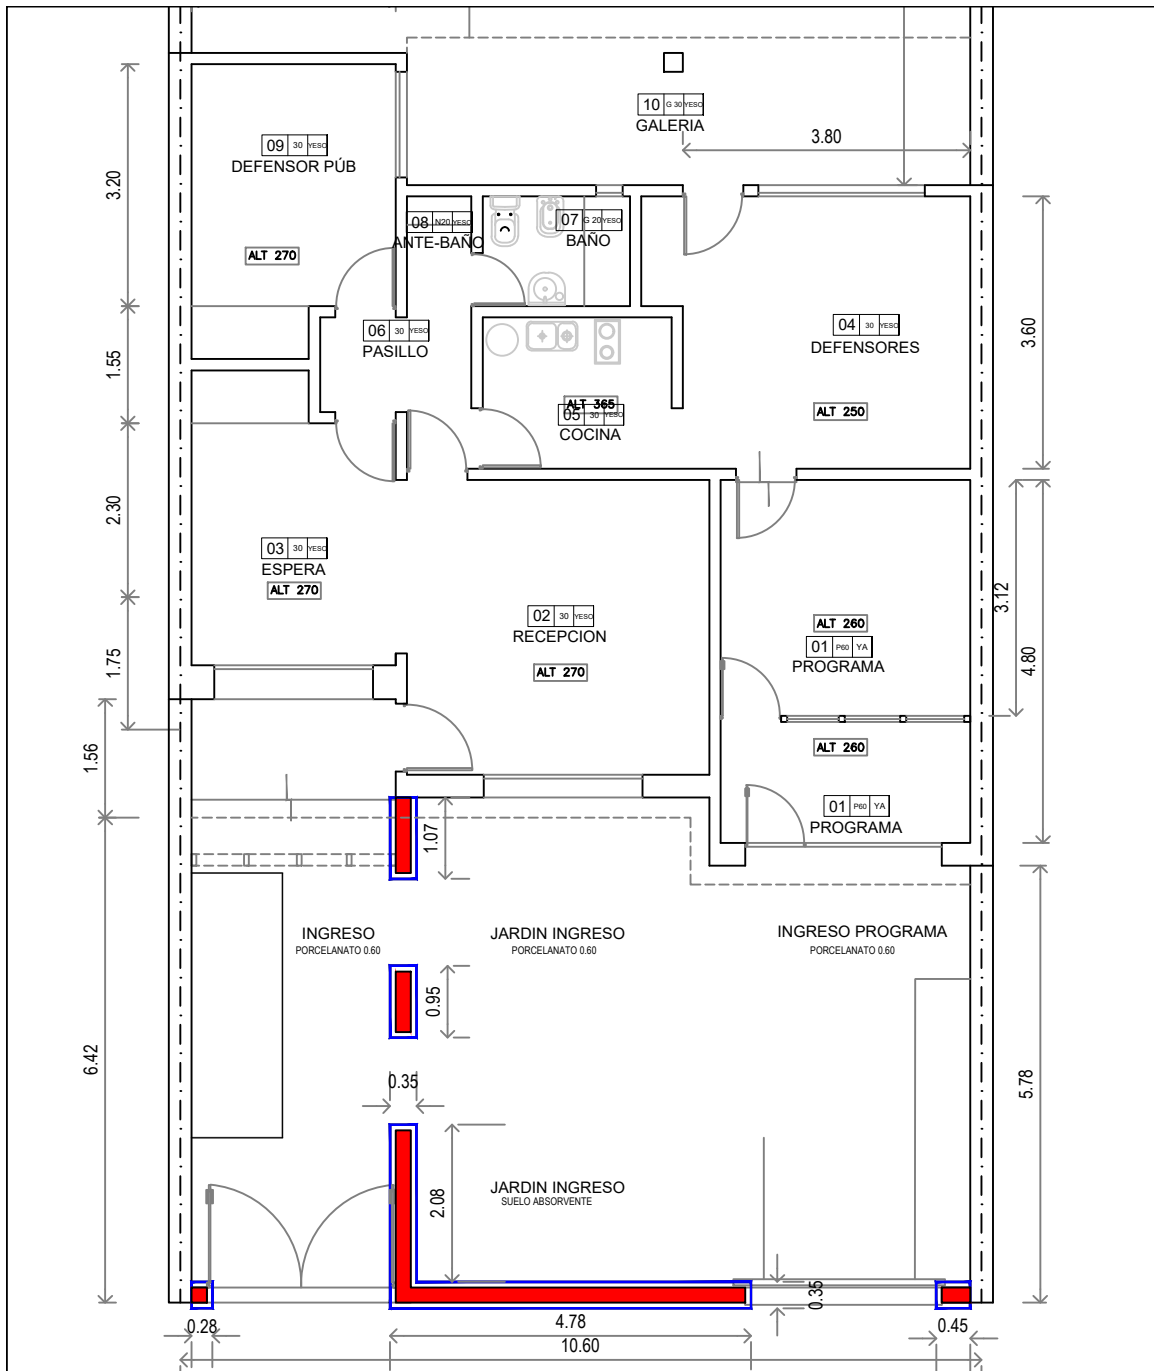 10 G 30 YESO
GALERIA
3.80
09 30 YESO
DEFENSOR PÚB
3.20
08 N20 YESO
ANTE-BAÑO
07 G 20 YESO
BAÑO
ALT 270
06 30 YESO
PASILLO
04 30 YESO
DEFENSORES
3.60
1.55
ALT 365
05 30 YESO
COCINA
ALT 250
2.30
03 30 YESO
ESPERA
ALT 270
02 30 YESO
RECEPCION
ALT 270
3.12
ALT 260
01 P60 YA
PROGRAMA
4.80
1.75
1.56
ALT 260
01 P60 YA
PROGRAMA
1.07
INGRESO
PORCELANATO 0.60
JARDIN INGRESO
PORCELANATO 0.60
INGRESO PROGRAMA
PORCELANATO 0.60
0.95
6.42
0.35
5.78
2.08
JARDIN INGRESO
SUELO ABSORVENTE
0.35
0.28
4.78
0.45
10.60